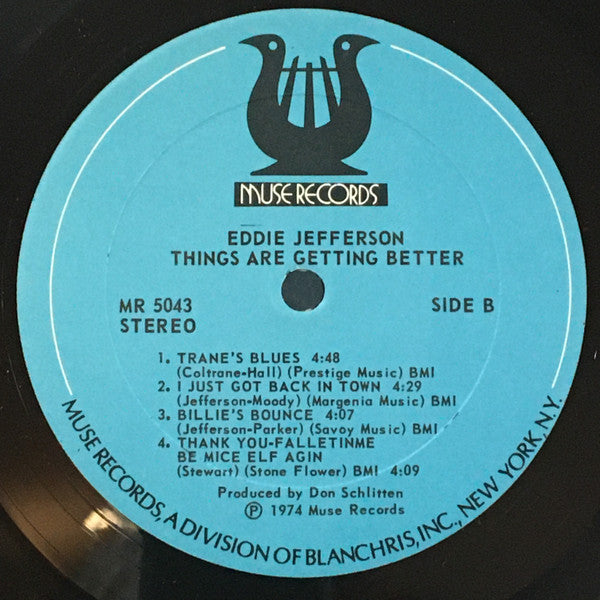 MUSE RECORDS
EDDIE JEFFERSON
THINGS ARE GETTING BETTER
MR 5043
STEREO
SIDE B
1. TRANE'S BLUES 4:48
(Coltrane-Hall) (Prestige Music) BMI
2. I JUST GOT BACK IN TOWN 4:29
(Jefferson-Moody) (Margenia Music) BMI
3. BILLIE'S BOUNCE 4:07
(Jefferson-Parker) (Savoy Music) BMI
4. THANK YOU-FALLETINME
BE MICE ELF AGIN
(Stewart) (Stone Flower) BMI 4:09
Produced by Don Schlitten
℗ 1974 Muse Records
MUSE RECORDS, A DIVISION OF BLANCHRIS, INC., NEW YORK, N.Y.